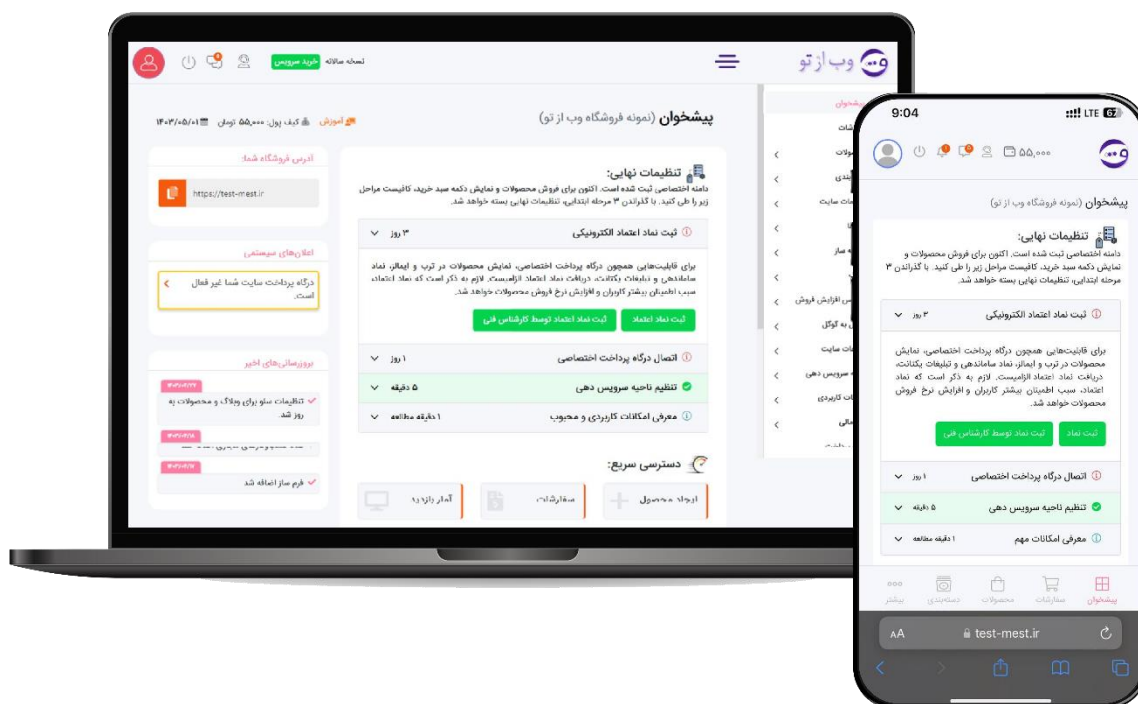 وب از تو
نسخه سالانه
خرید سرویس
پیشخوان
پیشخوان (نمونه فروشگاه وب از تو)
آموزش
کیف پول: ۵۵,۰۰۰ تومان
۱۴۰۳/۰۵/۰۱
تنظیمات نهایی:
دامنه اختصاصی ثبت شده است. اکنون برای فروش محصولات و نمایش دکمه سبد خرید، کافیست مراحل
زیر را طی کنید. با گذراندن ۳ مرحله ابتدایی، تنظیمات نهایی بسته خواهد شد.
ثبت نماد اعتماد الکترونیکی
۳ روز
برای قابلیت‌هایی همچون درگاه پرداخت اختصاصی، نمایش محصولات در ترب و ایمالز، نماد
ساماندهی و تبلیغات یکتانت، دریافت نماد اعتماد الزامیست. لازم به ذکر است که نماد اعتماد،
سبب اطمینان بیشتر کاربران و افزایش نرخ فروش محصولات خواهد شد.
ثبت نماد اعتماد
ثبت نماد اعتماد توسط کارشناس فنی
اتصال درگاه پرداخت اختصاصی
۱ روز
تنظیم ناحیه سرویس دهی
۵ دقیقه
معرفی امکانات کاربردی و محبوب
۱ دقیقه مطالعه
دسترسی سریع:
ایجاد محصول
سفارشات
آمار بازدید
آدرس فروشگاه شما:
https://test-mest.ir
اعلان‌های سیستمی
درگاه پرداخت سایت شما غیر فعال
است.
بروزرسانی‌های اخیر
تنظیمات سئو برای وبلاگ و محصولات به
روز شد.
فرم ساز اضافه شد
9:04
LTE
67
۵۵,۰۰۰
پیشخوان (نمونه فروشگاه وب از تو)
تنظیمات نهایی:
دامنه اختصاصی ثبت شده است. اکنون برای فروش محصولات و
نمایش دکمه سبد خرید، کافیست مراحل زیر را طی کنید. با گذراندن ۳
مرحله ابتدایی، تنظیمات نهایی بسته خواهد شد.
ثبت نماد اعتماد الکترونیکی
۳ روز
برای قابلیت‌هایی همچون درگاه پرداخت اختصاصی، نمایش
محصولات در ترب و ایمالز، نماد ساماندهی و تبلیغات یکتانت،
دریافت نماد اعتماد الزامیست. لازم به ذکر است که نماد
اعتماد، سبب اطمینان بیشتر کاربران و افزایش نرخ فروش
محصولات خواهد شد.
ثبت نماد
ثبت نماد توسط کارشناس فنی
اتصال درگاه پرداخت اختصاصی
۱ روز
تنظیم ناحیه سرویس دهی
۵ دقیقه
معرفی امکانات مهم
۱ دقیقه مطالعه
پیشخوان
سفارشات
محصولات
دسته‌بندی
بیشتر
AA
test-mest.ir